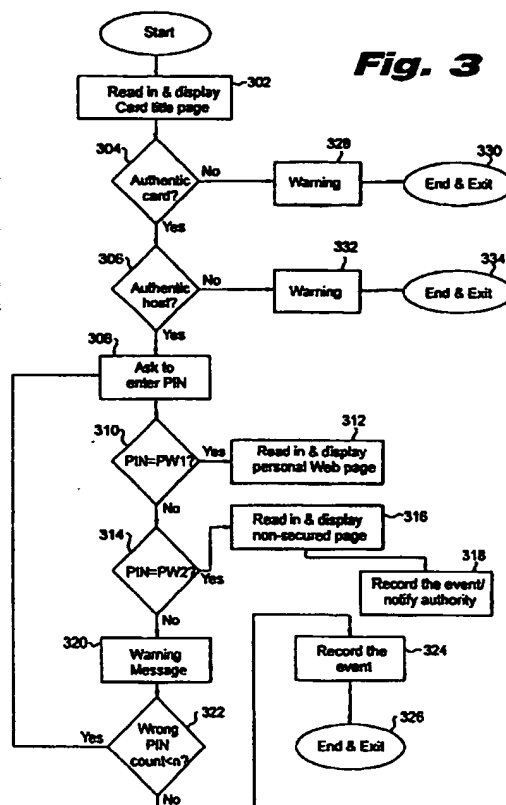 Start
Fig. 3
302
Read in & display
Card title page
304
Authentic
card?
No
328
Warning
330
End & Exit
Yes
306
Authentic
host?
No
332
Warning
334
End & Exit
Yes
308
Ask to
enter PIN
310
PIN=PW1?
Yes
312
Read in & display
personal Web page
No
314
PIN=PW2?
Yes
Read in & display
non-secured page
316
318
Record the event/
notify authority
No
320
Warning
Message
Record the
event
324
322
Wrong
PIN
count<n?
Yes
326
End & Exit
No